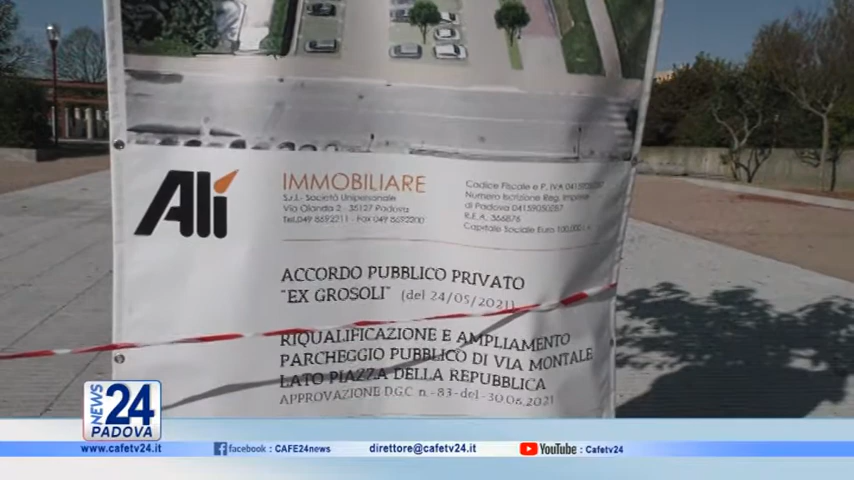 Alì
IMMOBILIARE
S.r.l.- Società Unipersonale
Via Olanda 2 - 35127 Padova
Tel.049 8692211 - Fax 049 8692200
Codice Fiscale e P. IVA
Numero Iscrizione Reg. Imprese
di Padova 04159050287
R.E.A. 366876
Capitale Sociale Euro 100.000
ACCORDO PUBBLICO PRIVATO
"EX GROSOLI" (del 24/05/2021)
RIQUALIFICAZIONE E AMPLIAMENTO
PARCHEGGIO PUBBLICO DI VIA MONTALE
LATO PIAZZA DELLA REPUBBLICA
APPROVAZIONE D.G.C n.-83-del-30.06.2021
NEWS
24
PADOVA
www.cafetv24.it
facebook : CAFE24news
direttore@cafetv24.it
YouTube : Cafetv24